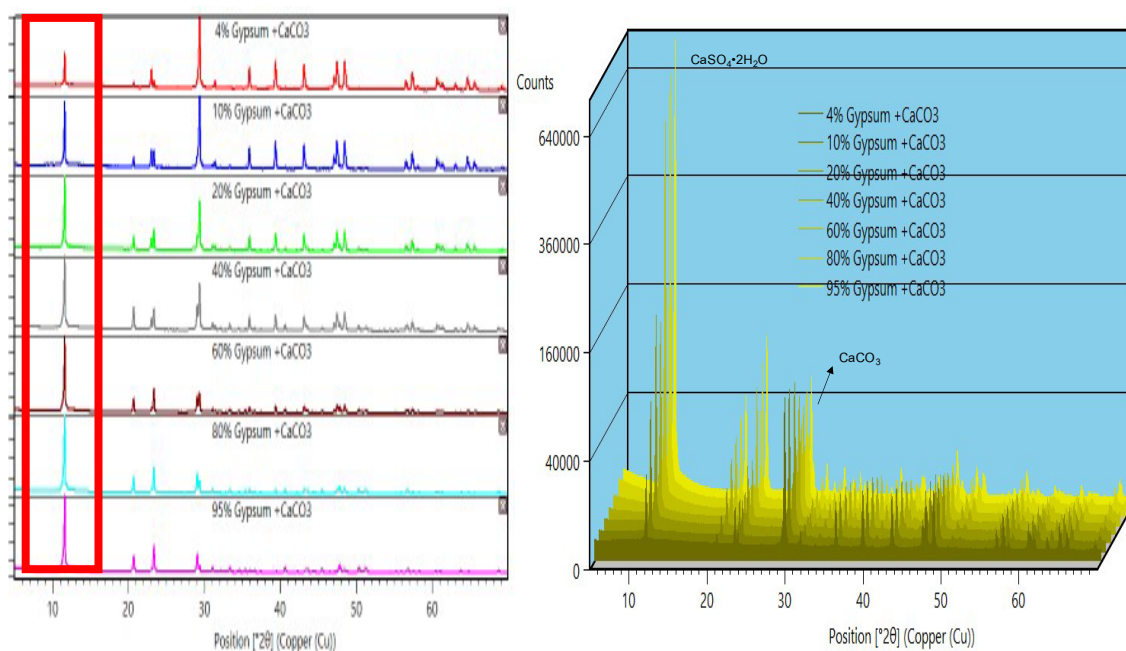 4% Gypsum +CaCO3
10% Gypsum +CaCO3
20% Gypsum +CaCO3
40% Gypsum +CaCO3
60% Gypsum +CaCO3
80% Gypsum +CaCO3
95% Gypsum +CaCO3
10 20 30 40 50 60
Position [°2θ] (Copper (Cu))
Counts
CaSO₄•2H₂O
4% Gypsum +CaCO3
10% Gypsum +CaCO3
20% Gypsum +CaCO3
40% Gypsum +CaCO3
60% Gypsum +CaCO3
80% Gypsum +CaCO3
95% Gypsum +CaCO3
CaCO₃
640000
360000
160000
40000
0
10 20 30 40 50 60
Position [°2θ] (Copper (Cu))